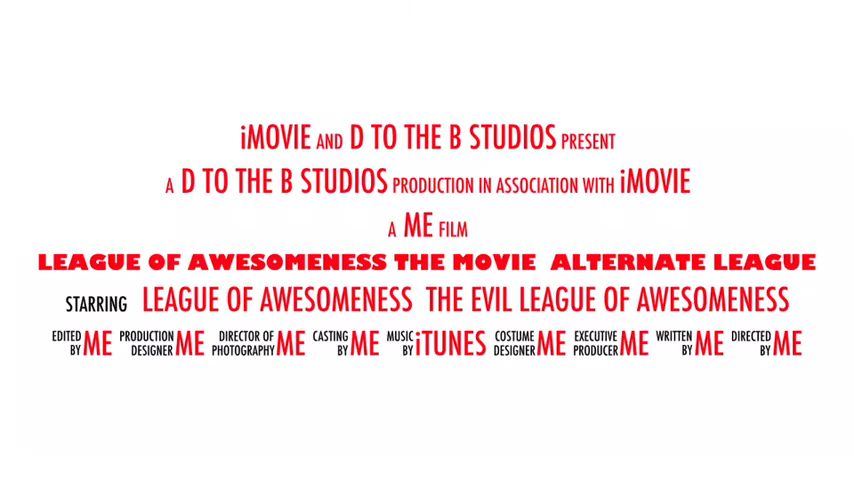 iMOVIE AND D TO THE B STUDIOS PRESENT
A D TO THE B STUDIOS PRODUCTION IN ASSOCIATION WITH iMOVIE
A ME FILM
LEAGUE OF AWESOMENESS THE MOVIE ALTERNATE LEAGUE
STARRING LEAGUE OF AWESOMENESS THE EVIL LEAGUE OF AWESOMENESS
EDITED BY ME PRODUCTION DESIGNER ME DIRECTOR OF PHOTOGRAPHY ME CASTING BY ME MUSIC BY iTUNES COSTUME DESIGNER ME EXECUTIVE PRODUCER ME WRITTEN BY ME DIRECTED BY ME